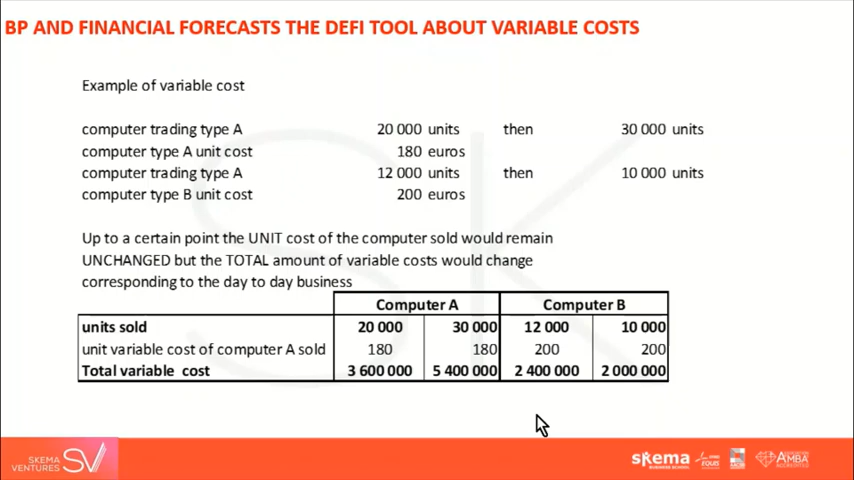 BP AND FINANCIAL FORECASTS THE DEFI TOOL ABOUT VARIABLE COSTS
Example of variable cost
computer trading type A 20 000 units then 30 000 units
computer type A unit cost 180 euros
computer trading type A 12 000 units then 10 000 units
computer type B unit cost 200 euros
Up to a certain point the UNIT cost of the computer sold would remain
UNCHANGED but the TOTAL amount of variable costs would change
corresponding to the day to day business
Computer A Computer B
units sold 20 000 30 000 12 000 10 000
unit variable cost of computer A sold 180 180 200 200
Total variable cost 3 600 000 5 400 000 2 400 000 2 000 000
SKEMA
VENTURES SV
skema
BUSINESS SCHOOL
EQUIS
AMBA
ACCREDITED